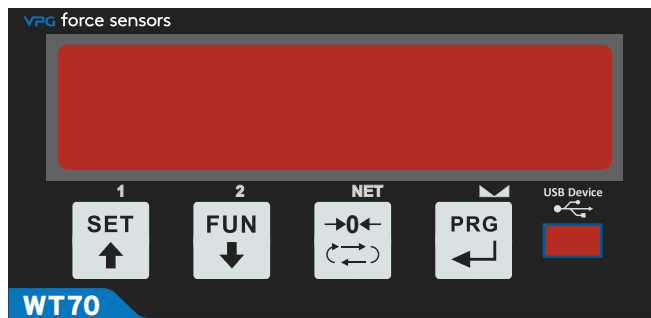 VPG force sensors
1 2 NET USB Device
SET FUN →0← PRG
WT70